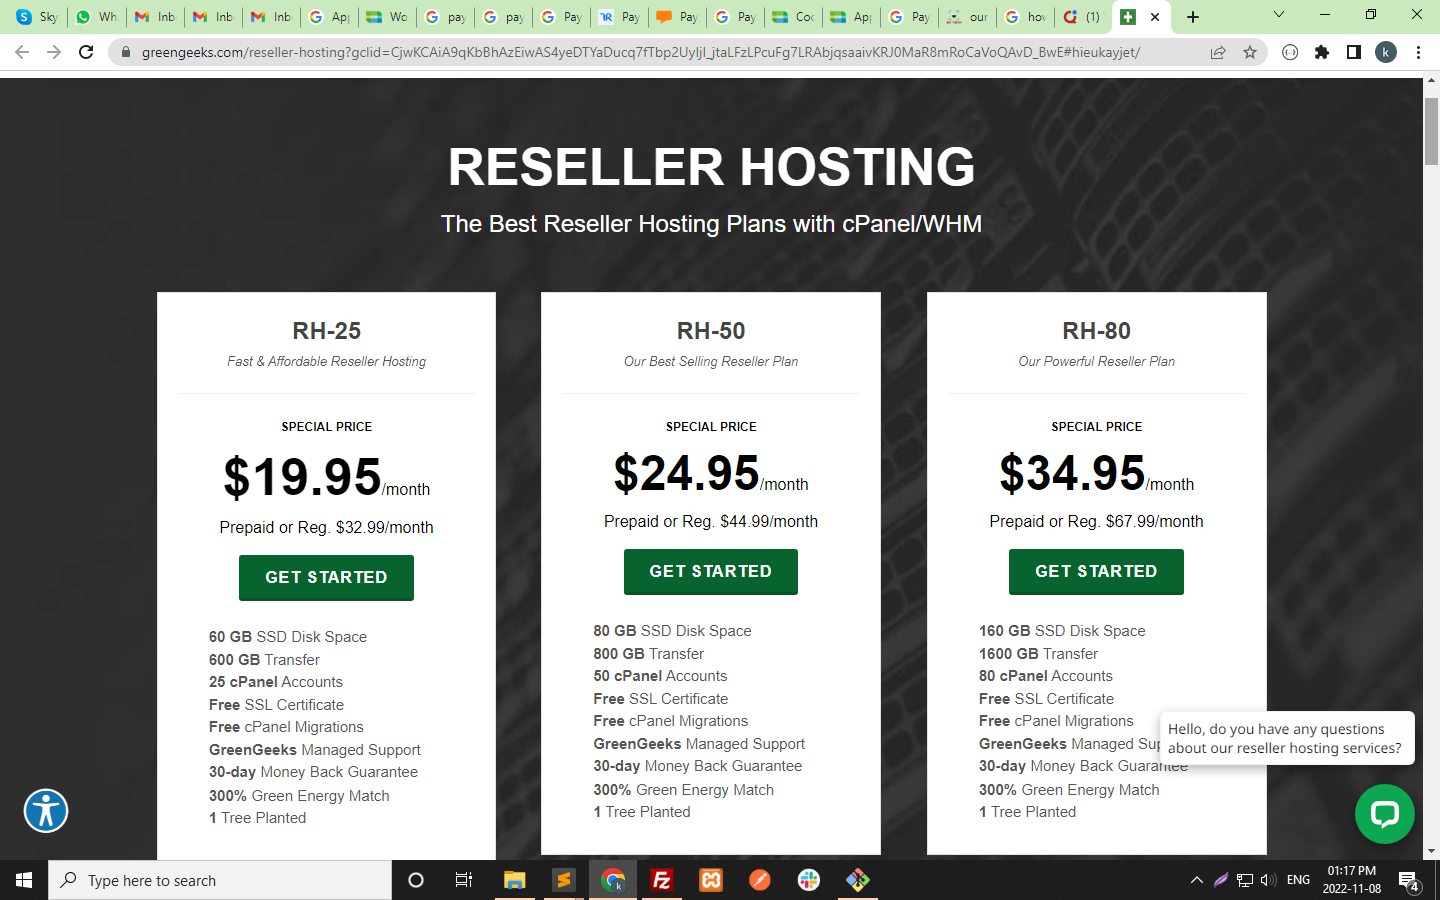 Sky
Wha
Inb
Inb
Inb
App
Wo
pay
pay
Pay
Pay
Pay
Pay
Coo
App
Pay
our
hov
(1)
greengeeks.com/reseller-hosting?gclid=CjwKCAiA9qKbBhAzEiwAS4yeDTYaDucq7fTbp2UyIjI_jtaLFzLPcuFg7LRAbjqsaaivKRJ0MaR8mRoCaVoQAvD_BwE#hieukayjet/
k
RESELLER HOSTING
The Best Reseller Hosting Plans with cPanel/WHM
RH-25
Fast & Affordable Reseller Hosting
SPECIAL PRICE
$19.95/month
Prepaid or Reg. $32.99/month
GET STARTED
60 GB SSD Disk Space
600 GB Transfer
25 cPanel Accounts
Free SSL Certificate
Free cPanel Migrations
GreenGeeks Managed Support
30-day Money Back Guarantee
300% Green Energy Match
1 Tree Planted
RH-50
Our Best Selling Reseller Plan
SPECIAL PRICE
$24.95/month
Prepaid or Reg. $44.99/month
GET STARTED
80 GB SSD Disk Space
800 GB Transfer
50 cPanel Accounts
Free SSL Certificate
Free cPanel Migrations
GreenGeeks Managed Support
30-day Money Back Guarantee
300% Green Energy Match
1 Tree Planted
RH-80
Our Powerful Reseller Plan
SPECIAL PRICE
$34.95/month
Prepaid or Reg. $67.99/month
GET STARTED
160 GB SSD Disk Space
1600 GB Transfer
80 cPanel Accounts
Free SSL Certificate
Free cPanel Migrations
GreenGeeks Managed Sup
30-day Money Back Guarantee
300% Green Energy Match
1 Tree Planted
Hello, do you have any questions
about our reseller hosting services?
Type here to search
ENG
01:17 PM
2022-11-08
4